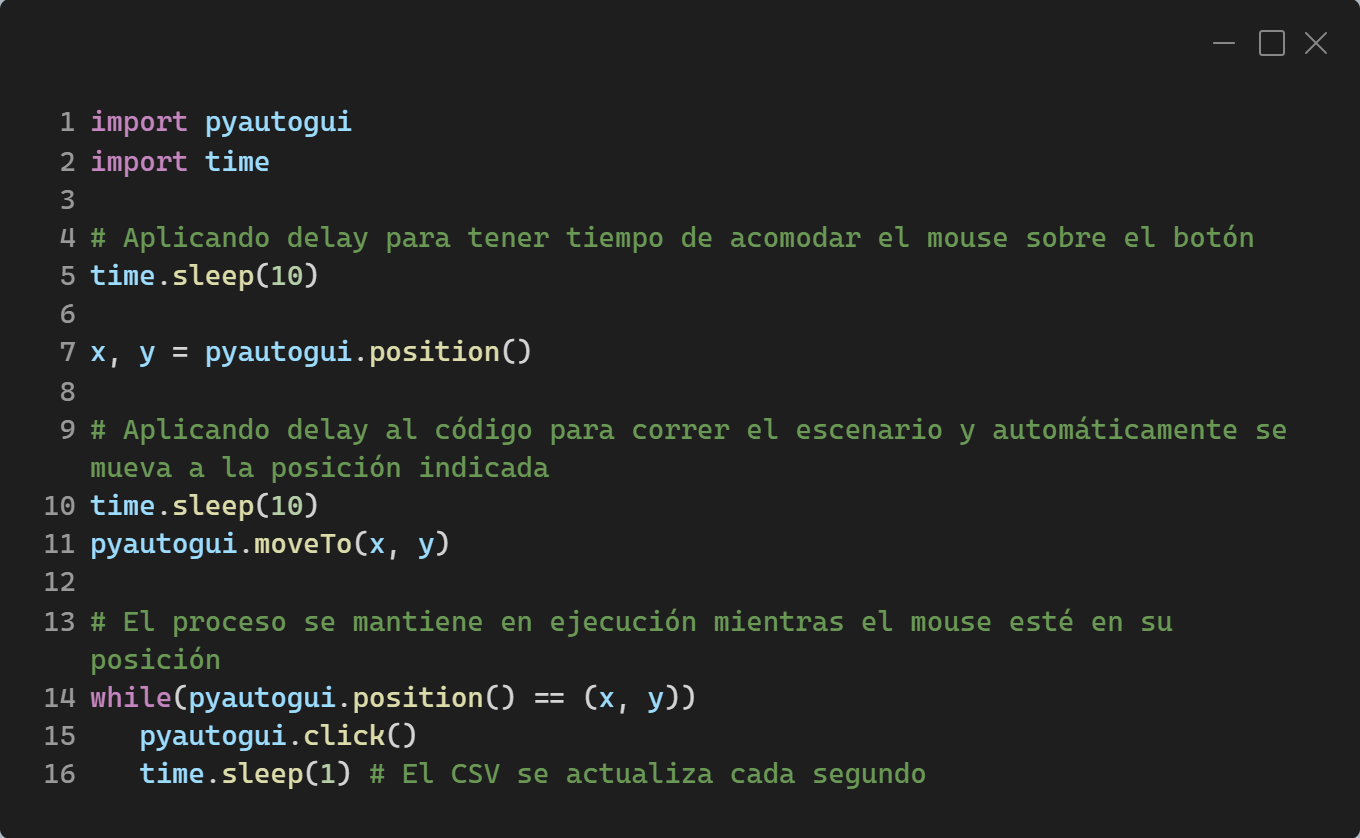 1 import pyautogui
2 import time
3
4 # Aplicando delay para tener tiempo de acomodar el mouse sobre el botón
5 time.sleep(10)
6
7 x, y = pyautogui.position()
8
9 # Aplicando delay al código para correr el escenario y automáticamente se
mueva a la posición indicada
10 time.sleep(10)
11 pyautogui.moveTo(x, y)
12
13 # El proceso se mantiene en ejecución mientras el mouse esté en su
posición
14 while(pyautogui.position() == (x, y))
15    pyautogui.click()
16    time.sleep(1) # El CSV se actualiza cada segundo